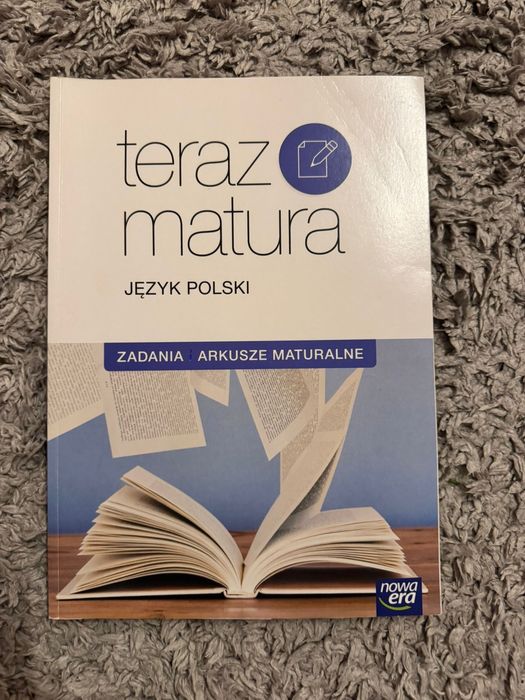 teraz
matura
JĘZYK POLSKI
ZADANIA ARKUSZE MATURALNE
nowa
era